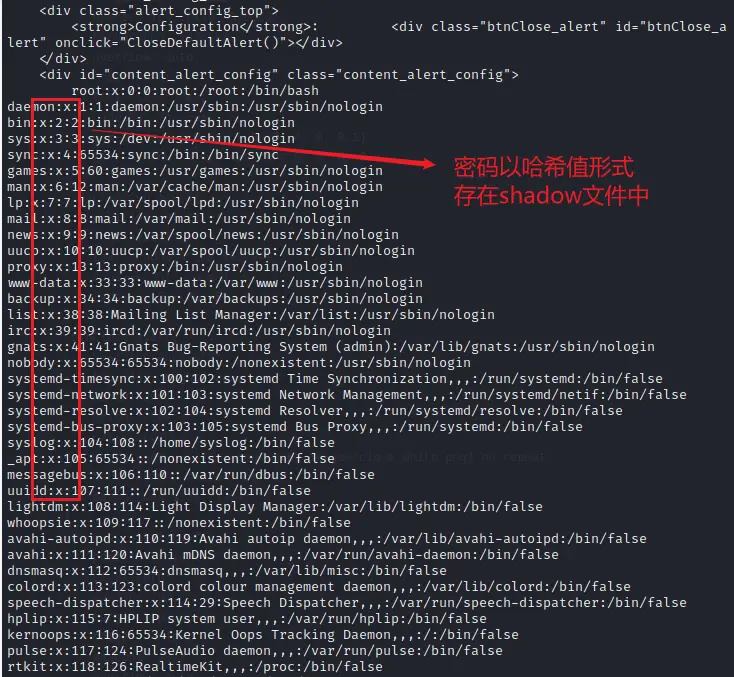 <div class="alert_config_top">
<strong>Configuration</strong>: <div class="btnClose_alert" id="btnClose_a
lert" onclick="CloseDefaultAlert()"></div>
</div>
<div id="content_alert_config" class="content_alert_config">
root:x:0:0:root:/root:/bin/bash
daemon:x:1:1:daemon:/usr/sbin:/usr/sbin/nologin
bin:x:2:2:bin:/bin:/usr/sbin/nologin
sys:x:3:3:sys:/dev:/usr/sbin/nologin
sync:x:4:65534:sync:/bin:/bin/sync
games:x:5:60:games:/usr/games:/usr/sbin/nologin
man:x:6:12:man:/var/cache/man:/usr/sbin/nologin
lp:x:7:7:lp:/var/spool/lpd:/usr/sbin/nologin
mail:x:8:8:mail:/var/mail:/usr/sbin/nologin
news:x:9:9:news:/var/spool/news:/usr/sbin/nologin
uucp:x:10:10:uucp:/var/spool/uucp:/usr/sbin/nologin
proxy:x:13:13:proxy:/bin:/usr/sbin/nologin
www-data:x:33:33:www-data:/var/www:/usr/sbin/nologin
backup:x:34:34:backup:/var/backups:/usr/sbin/nologin
list:x:38:38:Mailing List Manager:/var/list:/usr/sbin/nologin
irc:x:39:39:ircd:/var/run/ircd:/usr/sbin/nologin
gnats:x:41:41:Gnats Bug-Reporting System (admin):/var/lib/gnats:/usr/sbin/nologin
nobody:x:65534:65534:nobody:/nonexistent:/usr/sbin/nologin
systemd-timesync:x:100:102:systemd Time Synchronization,,,:/run/systemd:/bin/false
systemd-network:x:101:103:systemd Network Management,,,:/run/systemd/netif:/bin/false
systemd-resolve:x:102:104:systemd Resolver,,,:/run/systemd/resolve:/bin/false
systemd-bus-proxy:x:103:105:systemd Bus Proxy,,,:/run/systemd:/bin/false
syslog:x:104:108::/home/syslog:/bin/false
_apt:x:105:65534::/nonexistent:/bin/false
messagebus:x:106:110::/var/run/dbus:/bin/false
uuidd:x:107:111::/run/uuidd:/bin/false
lightdm:x:108:114:Light Display Manager:/var/lib/lightdm:/bin/false
whoopsie:x:109:117::/nonexistent:/bin/false
avahi-autoipd:x:110:119:Avahi autoip daemon,,,:/var/lib/avahi-autoipd:/bin/false
avahi:x:111:120:Avahi mDNS daemon,,,:/var/run/avahi-daemon:/bin/false
dnsmasq:x:112:65534:dnsmasq,,,:/var/lib/misc:/bin/false
colord:x:113:123:colord colour management daemon,,,:/var/lib/colord:/bin/false
speech-dispatcher:x:114:29:Speech Dispatcher,,,:/var/run/speech-dispatcher:/bin/false
hplip:x:115:7:HPLIP system user,,,:/var/run/hplip:/bin/false
kernoops:x:116:65534:Kernel Oops Tracking Daemon,,,:/:/bin/false
pulse:x:117:124:PulseAudio daemon,,,:/var/run/pulse:/bin/false
rtkit:x:118:126:RealtimeKit,,,:/proc:/bin/false
密码以哈希值形式
存在shadow文件中